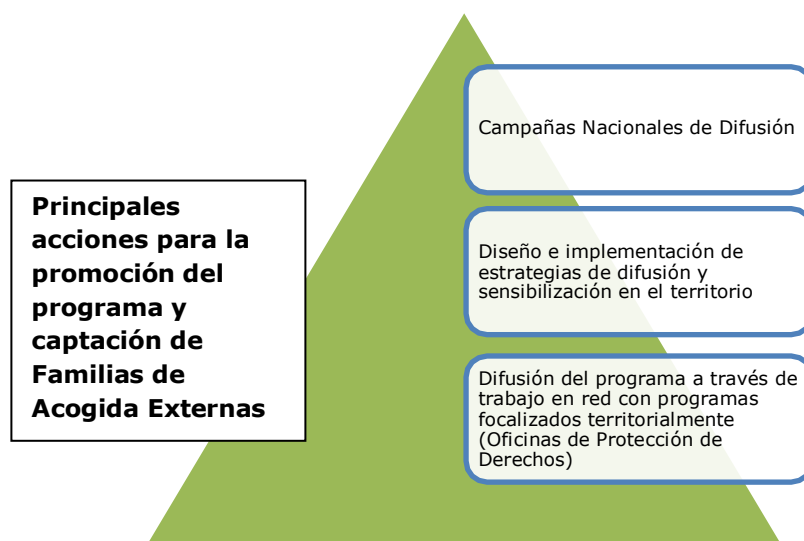 Principales
acciones para la
promoción del
programa y
captación de
Familias de
Acogida Externas
Campañas Nacionales de Difusión
Diseño e implementación de
estrategias de difusión y
sensibilización en el territorio
Difusión del programa a través de
trabajo en red con programas
focalizados territorialmente
(Oficinas de Protección de
Derechos)